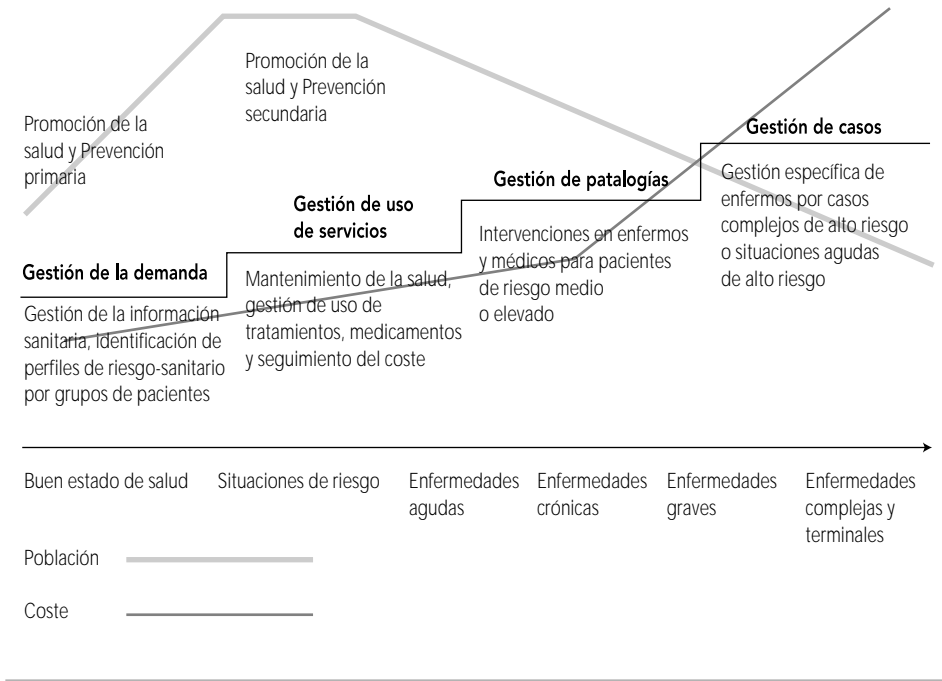 Promoción de la
salud y Prevención
primaria
Promoción de la
salud y Prevención
secundaria
Gestión de la demanda
Gestión de la información
sanitaria, identificación de
perfiles de riesgo-sanitario
por grupos de pacientes
Gestión de uso
de servicios
Mantenimiento de la salud,
gestión de uso de
tratamientos, medicamentos
y seguimiento del coste
Gestión de patalogías
Intervenciones en enfermos
y médicos para pacientes
de riesgo medio
o elevado
Gestión de casos
Gestión específica de
enfermos por casos
complejos de alto riesgo
o situaciones agudas
de alto riesgo
Buen estado de salud
Situaciones de riesgo
Enfermedades
agudas
Enfermedades
crónicas
Enfermedades
graves
Enfermedades
complejas y
terminales
Población
Coste